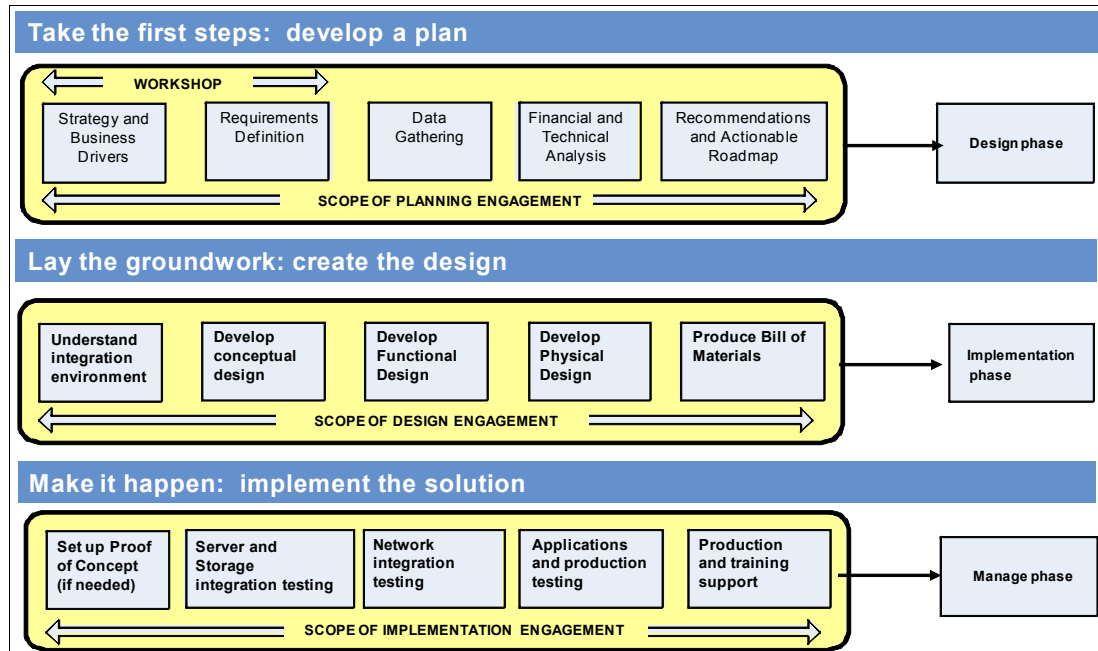 Take the first steps:  develop a plan
WORKSHOP
Strategy and
Business
Drivers
Requirements
Definition
Data
Gathering
Financial and
Technical
Analysis
Recommendations
and Actionable
Roadmap
Design phase
SCOPE OF PLANNING ENGAGEMENT
Lay the groundwork: create the design
Understand
integration
environment
Develop
conceptual
design
Develop
Functional
Design
Develop
Physical
Design
Produce Bill of
Materials
Implementation
phase
SCOPE OF DESIGN ENGAGEMENT
Make it happen:  implement the solution
Set up Proof
of Concept
(if needed)
Server and
Storage
integration testing
Network
integration
testing
Applications
and production
testing
Production
and training
support
Manage phase
SCOPE OF IMPLEMENTATION ENGAGEMENT